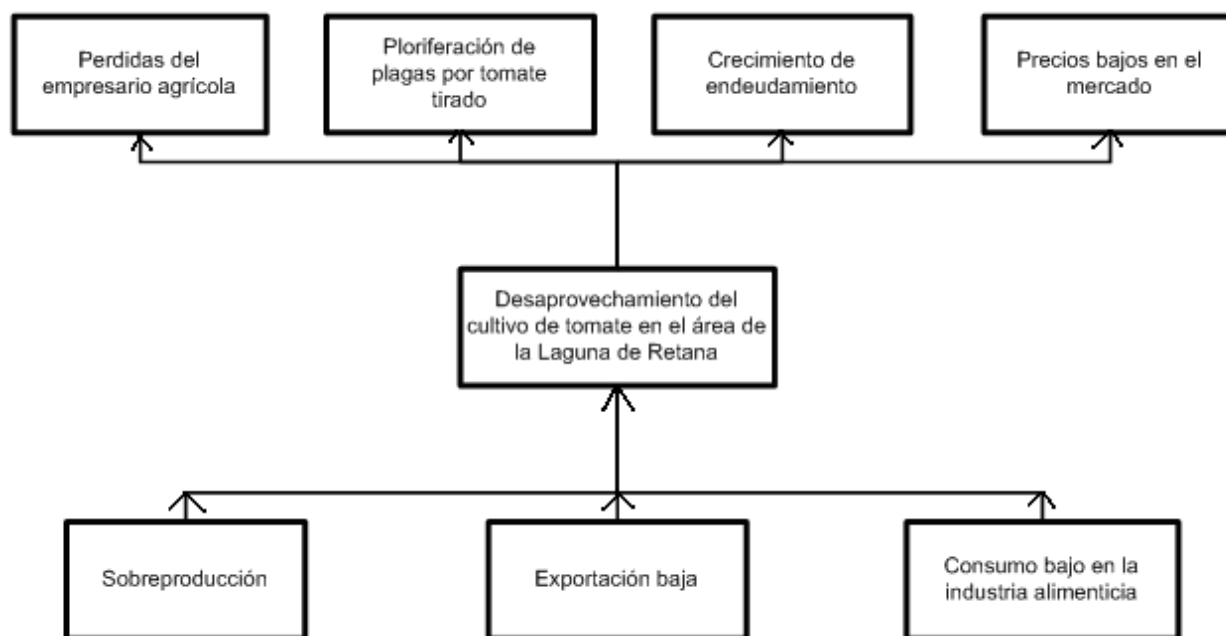 Perdidas del
empresario agrícola
Ploriferación de
plagas por tomate
tirado
Crecimiento de
endeudamiento
Precios bajos en el
mercado
Desaprovechamiento del
cultivo de tomate en el área de
la Laguna de Retana
Sobreproducción
Exportación baja
Consumo bajo en la
industria alimenticia